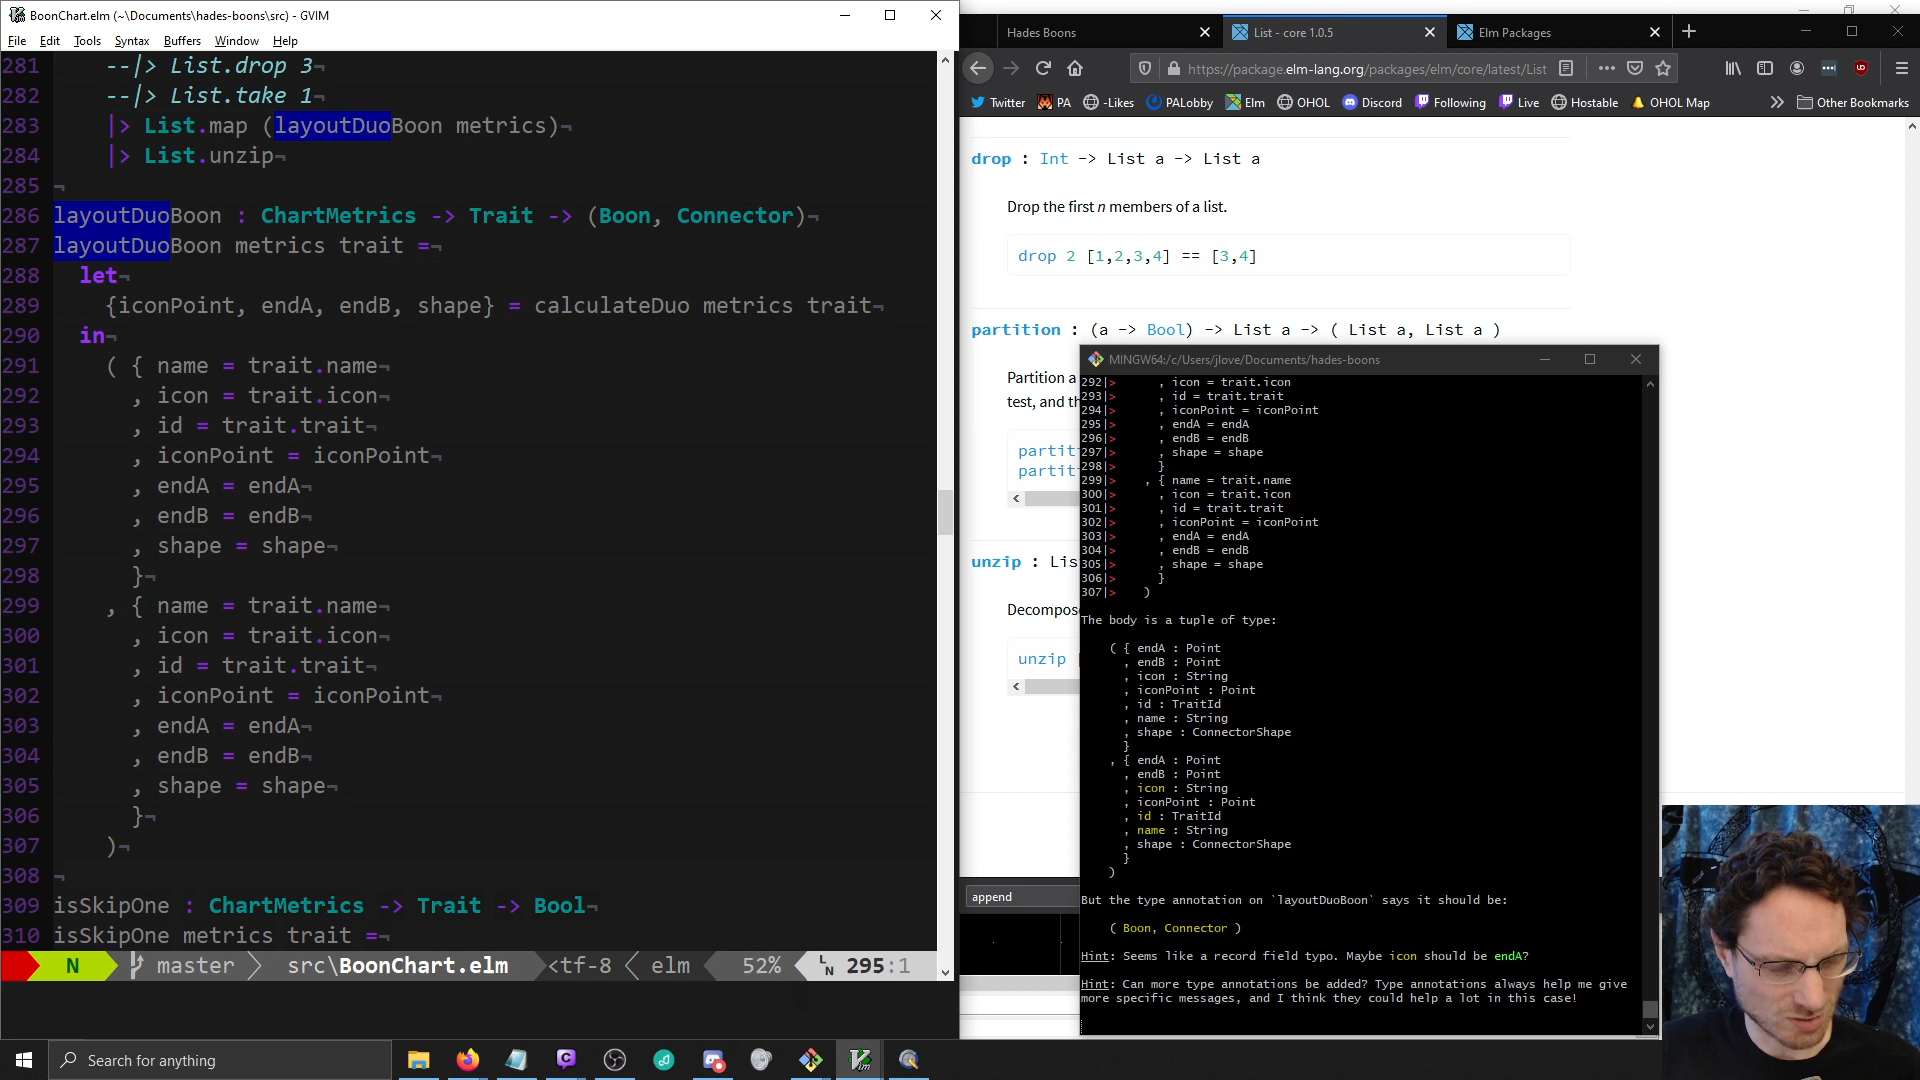 BoonChart.elm (~\Documents\hades-boons\src) - GVIM
File Edit Tools Syntax Buffers Window Help
281 --|> List.drop 3¬
282 --|> List.take 1¬
283 |> List.map (layoutDuoBoon metrics)¬
284 |> List.unzip¬
285 ¬
286 layoutDuoBoon : ChartMetrics -> Trait -> (Boon, Connector)¬
287 layoutDuoBoon metrics trait =¬
288 let¬
289 {iconPoint, endA, endB, shape} = calculateDuo metrics trait¬
290 in¬
291 ( { name = trait.name¬
292 , icon = trait.icon¬
293 , id = trait.trait¬
294 , iconPoint = iconPoint¬
295 , endA = endA¬
296 , endB = endB¬
297 , shape = shape¬
298 }¬
299 , { name = trait.name¬
300 , icon = trait.icon¬
301 , id = trait.trait¬
302 , iconPoint = iconPoint¬
303 , endA = endA¬
304 , endB = endB¬
305 , shape = shape¬
306 }¬
307 )¬
308 ¬
309 isSkipOne : ChartMetrics -> Trait -> Bool¬
310 isSkipOne metrics trait =¬
N master src\BoonChart.elm <tf-8 elm 52% LN 295:1
Search for anything
Hades Boons
List - core 1.0.5
Elm Packages
https://package.elm-lang.org/packages/elm/core/latest/List
Twitter PA -Likes PALobby Elm OHOL Discord Following Live Hostable OHOL Map Other Bookmarks
drop : Int -> List a -> List a
Drop the first n members of a list.
drop 2 [1,2,3,4] == [3,4]
partition : (a -> Bool) -> List a -> ( List a, List a )
Partition a
test, and th
partiti
partiti
unzip : Lis
Decompose
unzip
append
MINGW64:/c/Users/jlove/Documents/hades-boons
292|> , icon = trait.icon
293|> , id = trait.trait
294|> , iconPoint = iconPoint
295|> , endA = endA
296|> , endB = endB
297|> , shape = shape
298|> }
299|> , { name = trait.name
300|> , icon = trait.icon
301|> , id = trait.trait
302|> , iconPoint = iconPoint
303|> , endA = endA
304|> , endB = endB
305|> , shape = shape
306|> }
307|> )
The body is a tuple of type:
( { endA : Point
, endB : Point
, icon : String
, iconPoint : Point
, id : TraitId
, name : String
, shape : ConnectorShape
}
, { endA : Point
, endB : Point
, icon : String
, iconPoint : Point
, id : TraitId
, name : String
, shape : ConnectorShape
}
)
But the type annotation on `layoutDuoBoon` says it should be:
( Boon, Connector )
Hint: Seems like a record field typo. Maybe icon should be endA?
Hint: Can more type annotations be added? Type annotations always help me give
more specific messages, and I think they could help a lot in this case!